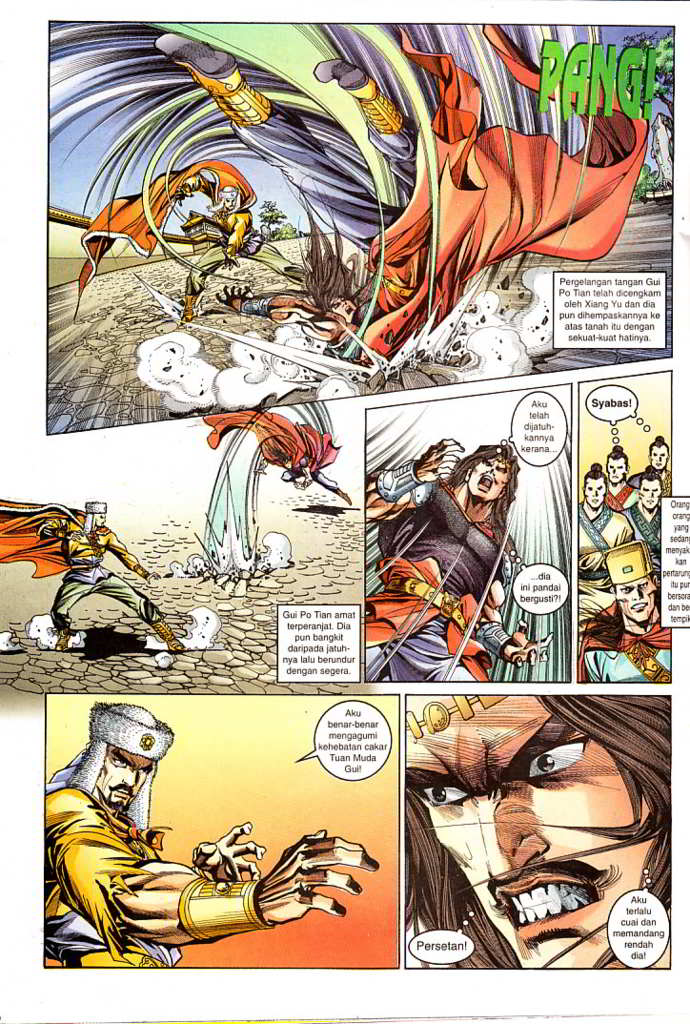 PANG!
Pergelangan tangan Gui
Po Tian telah dicengkam
oleh Xiang Yu dan dia
pun dihempaskannya ke
atas tanah itu dengan
sekuat-kuat hatinya.
Gui Po Tian amat
terperanjat. Dia
pun bangkit
daripada jatuh-
nya lalu berundur
dengan segera.
Aku
telah
dijatuh-
kannya
kerana...
...dia
ini pandai
bergusti?!
Syabas!
Orang
orang
yang
sedang
menyak
kan
pertarung
itu pun
bersora
dan be
tempik
Aku
benar-benar
mengagumi
kehebatan cakar
Tuan Muda
Gui!
Persetan!
Aku
terlalu
cuai dan
memandang
rendah
dia!